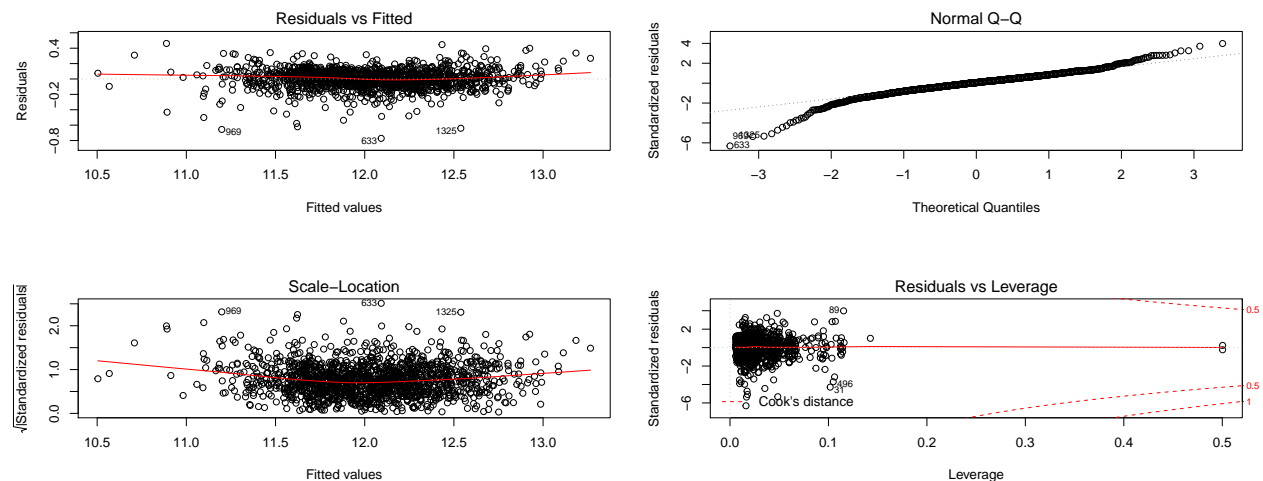 Residuals vs Fitted
Residuals
0.4
−0.2
−0.8
969
633
1325
10.5 11.0 11.5 12.0 12.5 13.0
Fitted values
Normal Q−Q
Standardized residuals
4
2
−2
−6
633
−3 −2 −1 0 1 2 3
Theoretical Quantiles
Scale−Location
√|Standardized residuals|
2.0
1.0
0.0
969
633
1325
10.5 11.0 11.5 12.0 12.5 13.0
Fitted values
Residuals vs Leverage
Standardized residuals
2
−2
−6
89
496
31
Cook's distance
0.5
0.5
1
0.0 0.1 0.2 0.3 0.4 0.5
Leverage